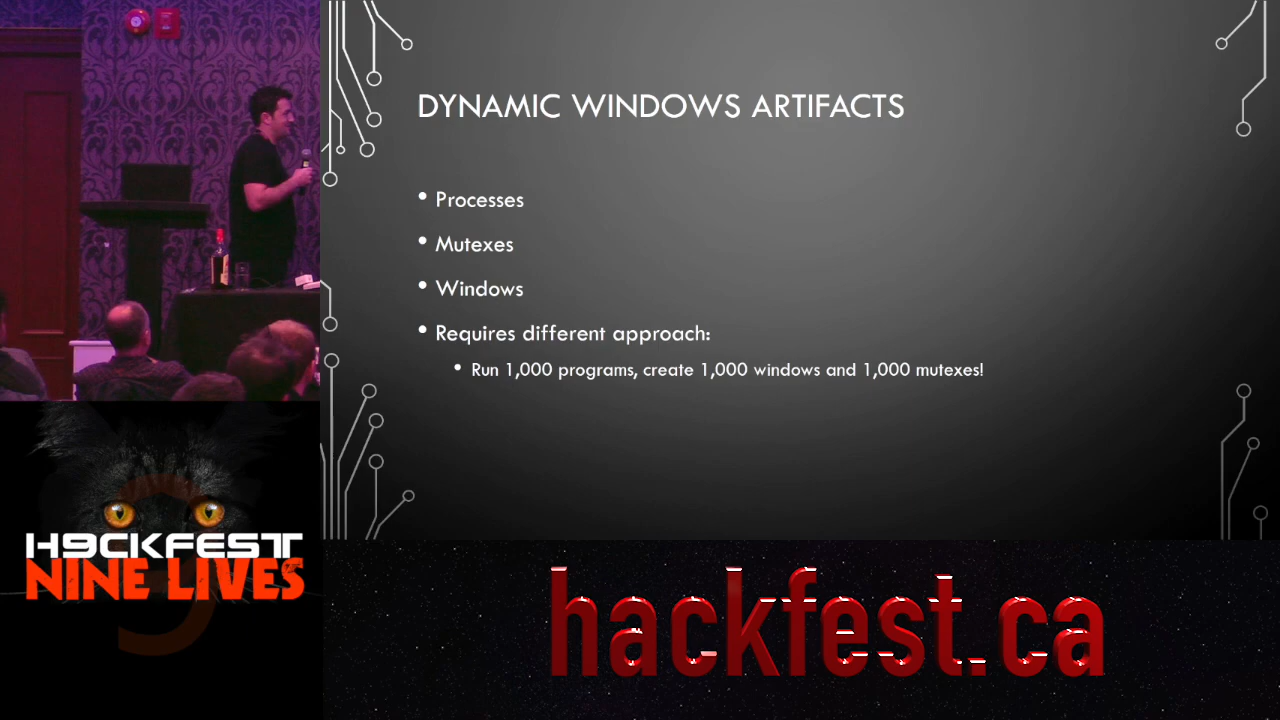 DYNAMIC WINDOWS ARTIFACTS
• Processes
• Mutexes
• Windows
• Requires different approach:
• Run 1,000 programs, create 1,000 windows and 1,000 mutexes!
H9CKFEST
NINE LIVES
9
hackfest.ca